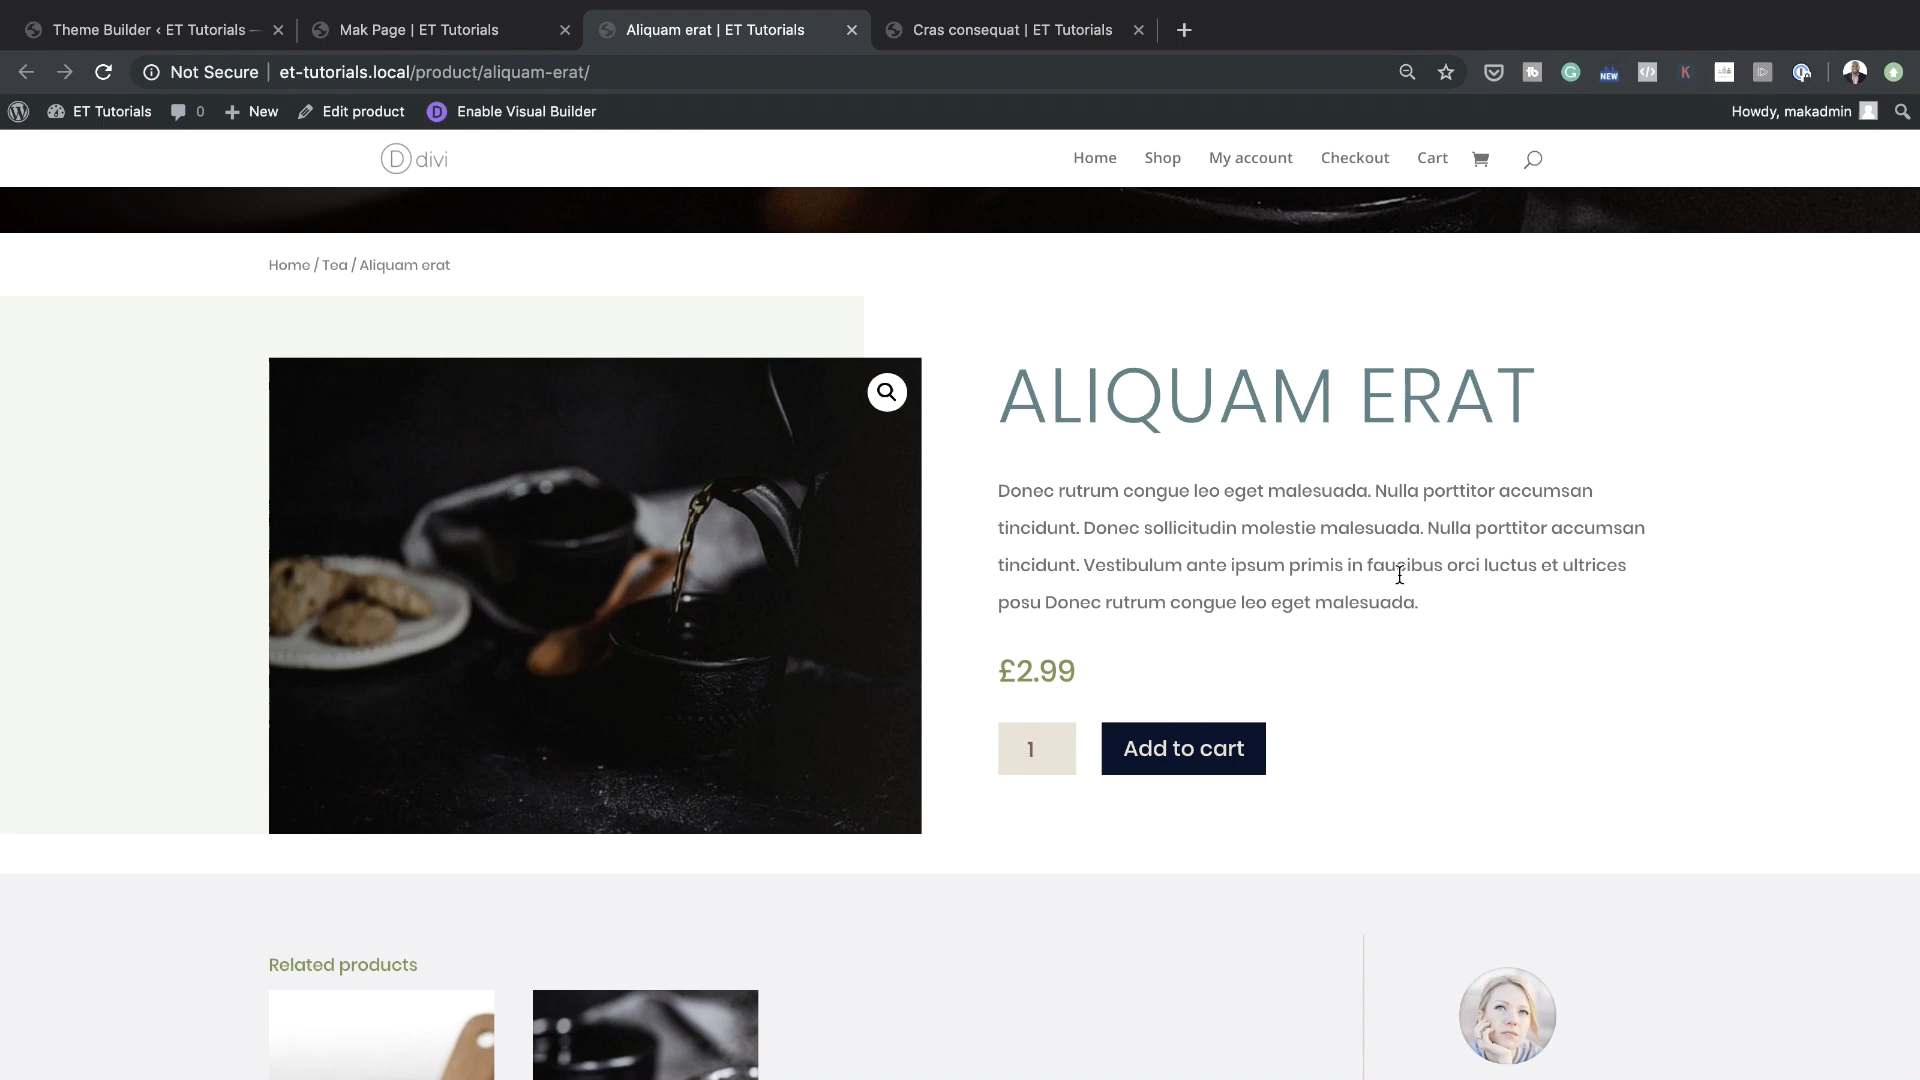 Theme Builder ‹ ET Tutorials —
Mak Page | ET Tutorials
Aliquam erat | ET Tutorials
Cras consequat | ET Tutorials
Not Secure | et-tutorials.local/product/aliquam-erat/
NEW
K
ET Tutorials
0
New
Edit product
D
Enable Visual Builder
Howdy, makadmin
D divi
Home
Shop
My account
Checkout
Cart
Home / Tea / Aliquam erat
ALIQUAM ERAT
Donec rutrum congue leo eget malesuada. Nulla porttitor accumsan
tincidunt. Donec sollicitudin molestie malesuada. Nulla porttitor accumsan
tincidunt. Vestibulum ante ipsum primis in faucibus orci luctus et ultrices
posu Donec rutrum congue leo eget malesuada.
£2.99
1
Add to cart
Related products